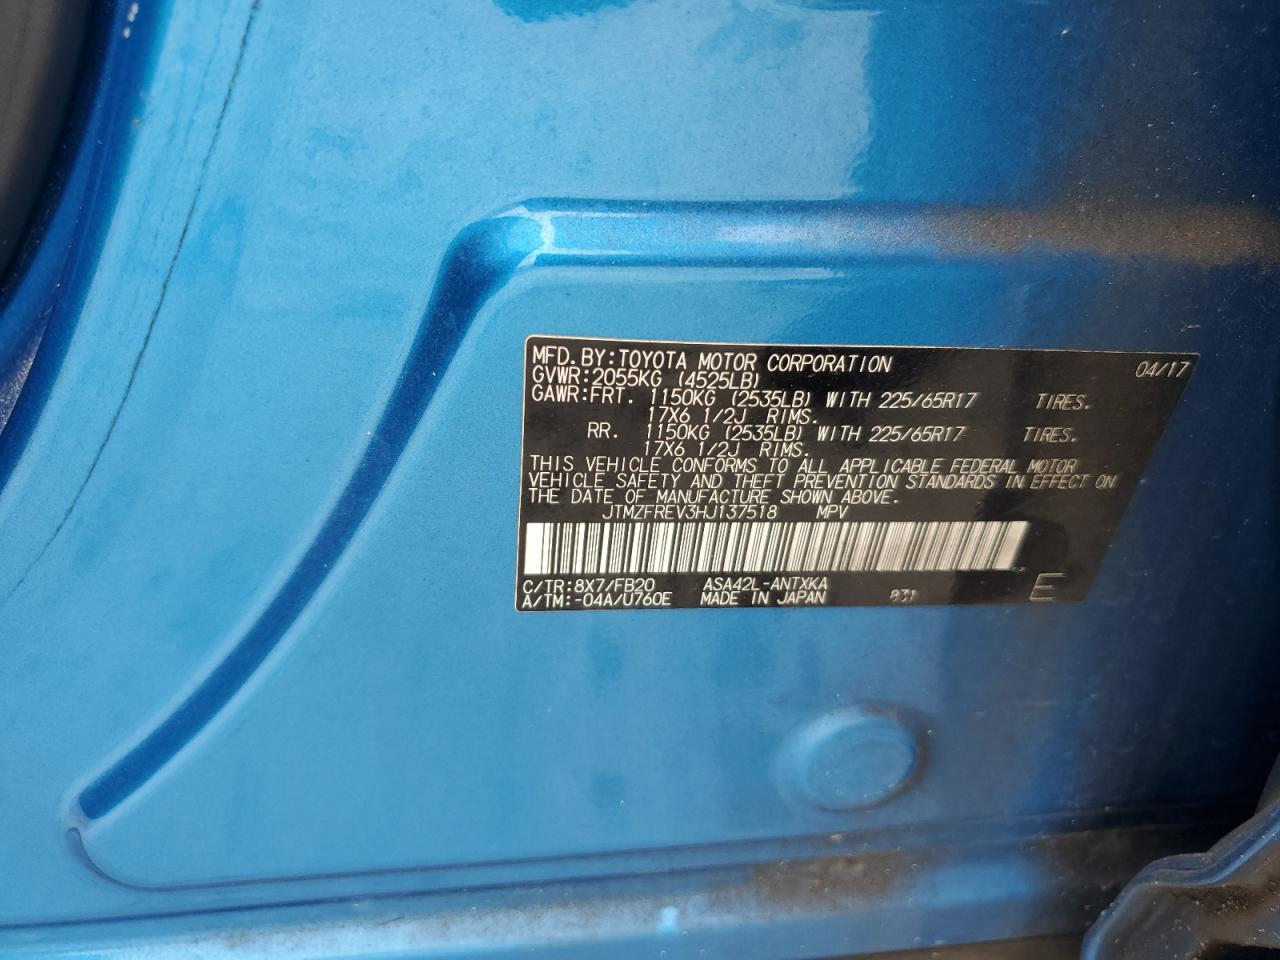 MFD. BY: TOYOTA MOTOR CORPORATION 04/17
GVWR: 2055KG (4525LB)
GAWR: FRT. 1150KG (2535LB) WITH 225/65R17 TIRES.
17X6 1/2J RIMS.
RR. 1150KG (2535LB) WITH 225/65R17 TIRES.
17X6 1/2J RIMS.
THIS VEHICLE CONFORMS TO ALL APPLICABLE FEDERAL MOTOR
VEHICLE SAFETY AND THEFT PREVENTION STANDARDS IN EFFECT ON
THE DATE OF MANUFACTURE SHOWN ABOVE.
JTMZFREV3HJ137518 MPV
C/TR: 8X7/FB20 ASA42L-ANTXKA
A/TM: -04A/U760E MADE IN JAPAN 831 E